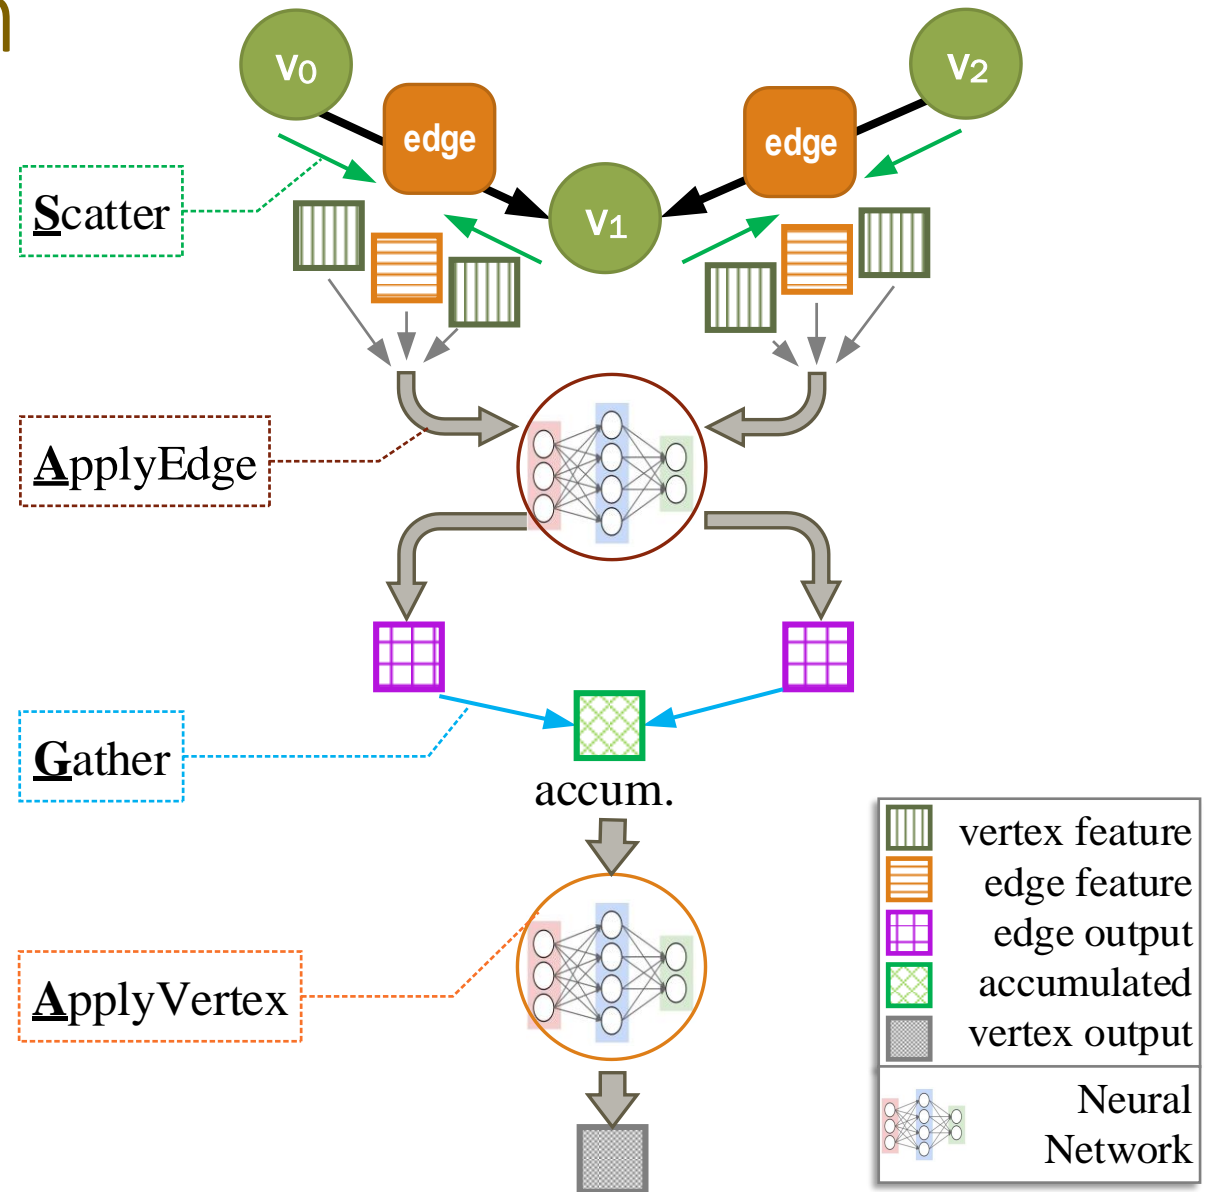 n
v0
v2
edge
edge
v1
Scatter
ApplyEdge
Gather
accum.
ApplyVertex
vertex feature
edge feature
edge output
accumulated
vertex output
Neural
Network